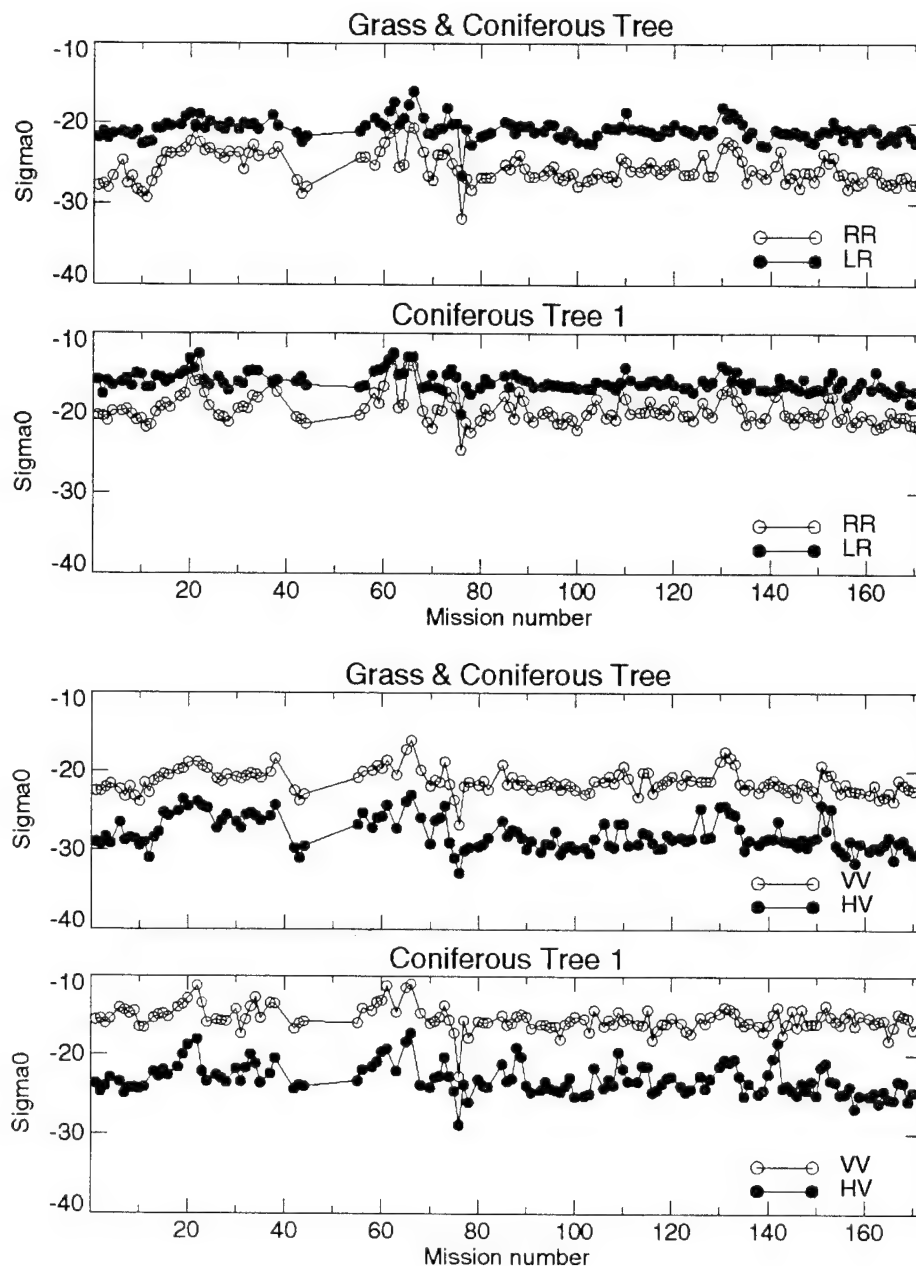 Grass & Coniferous Tree
-10
-20
-30
-40
Sigma0
RR
LR
Coniferous Tree 1
-10
-20
-30
-40
Sigma0
RR
LR
20 40 60 80 100 120 140 160
Mission number
Grass & Coniferous Tree
-10
-20
-30
-40
Sigma0
VV
HV
Coniferous Tree 1
-10
-20
-30
-40
Sigma0
VV
HV
20 40 60 80 100 120 140 160
Mission number